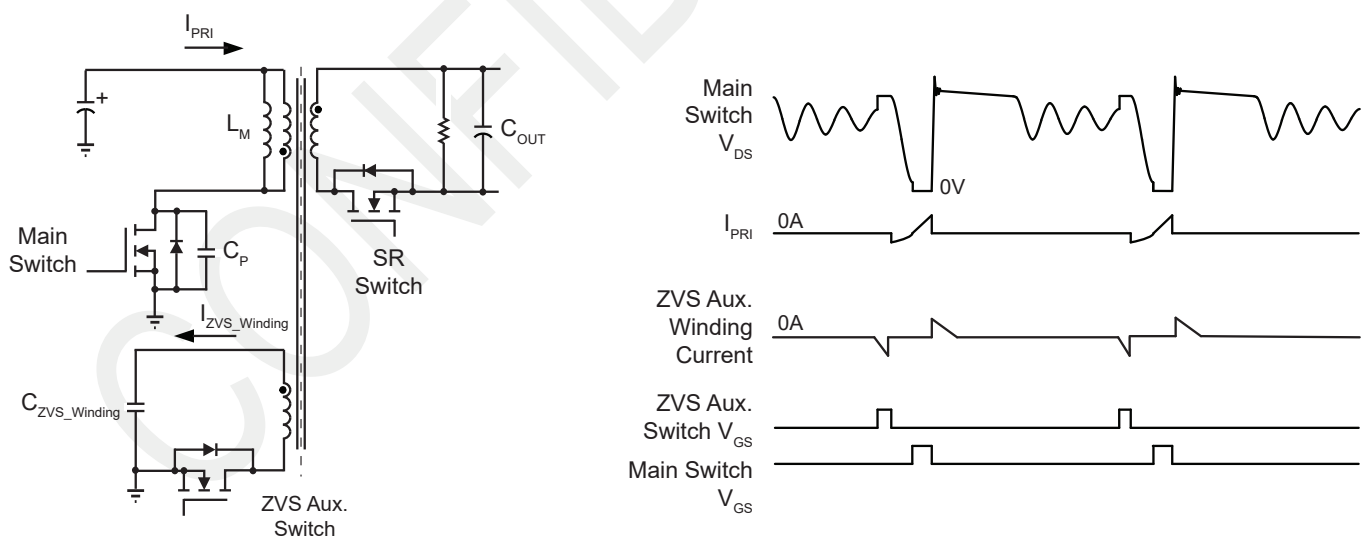 I_PRI
+
L_M
C_OUT
Main
Switch
C_P
SR
Switch
I_ZVS_Winding
C_ZVS_Winding
ZVS Aux.
Switch
Main
Switch
V_DS
0V
I_PRI
0A
ZVS Aux.
Winding
Current
0A
ZVS Aux.
Switch V_GS
Main Switch
V_GS